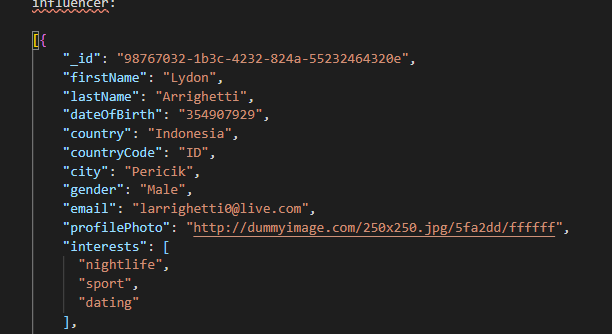 influencer:
[{
"_id": "98767032-1b3c-4232-824a-55232464320e",
"firstName": "Lydon",
"lastName": "Arrighetti",
"dateOfBirth": "354907929",
"country": "Indonesia",
"countryCode": "ID",
"city": "Pericik",
"gender": "Male",
"email": "larrighetti0@live.com",
"profilePhoto": "http://dummyimage.com/250x250.jpg/5fa2dd/ffffff",
"interests": [
"nightlife",
"sport",
"dating"
],